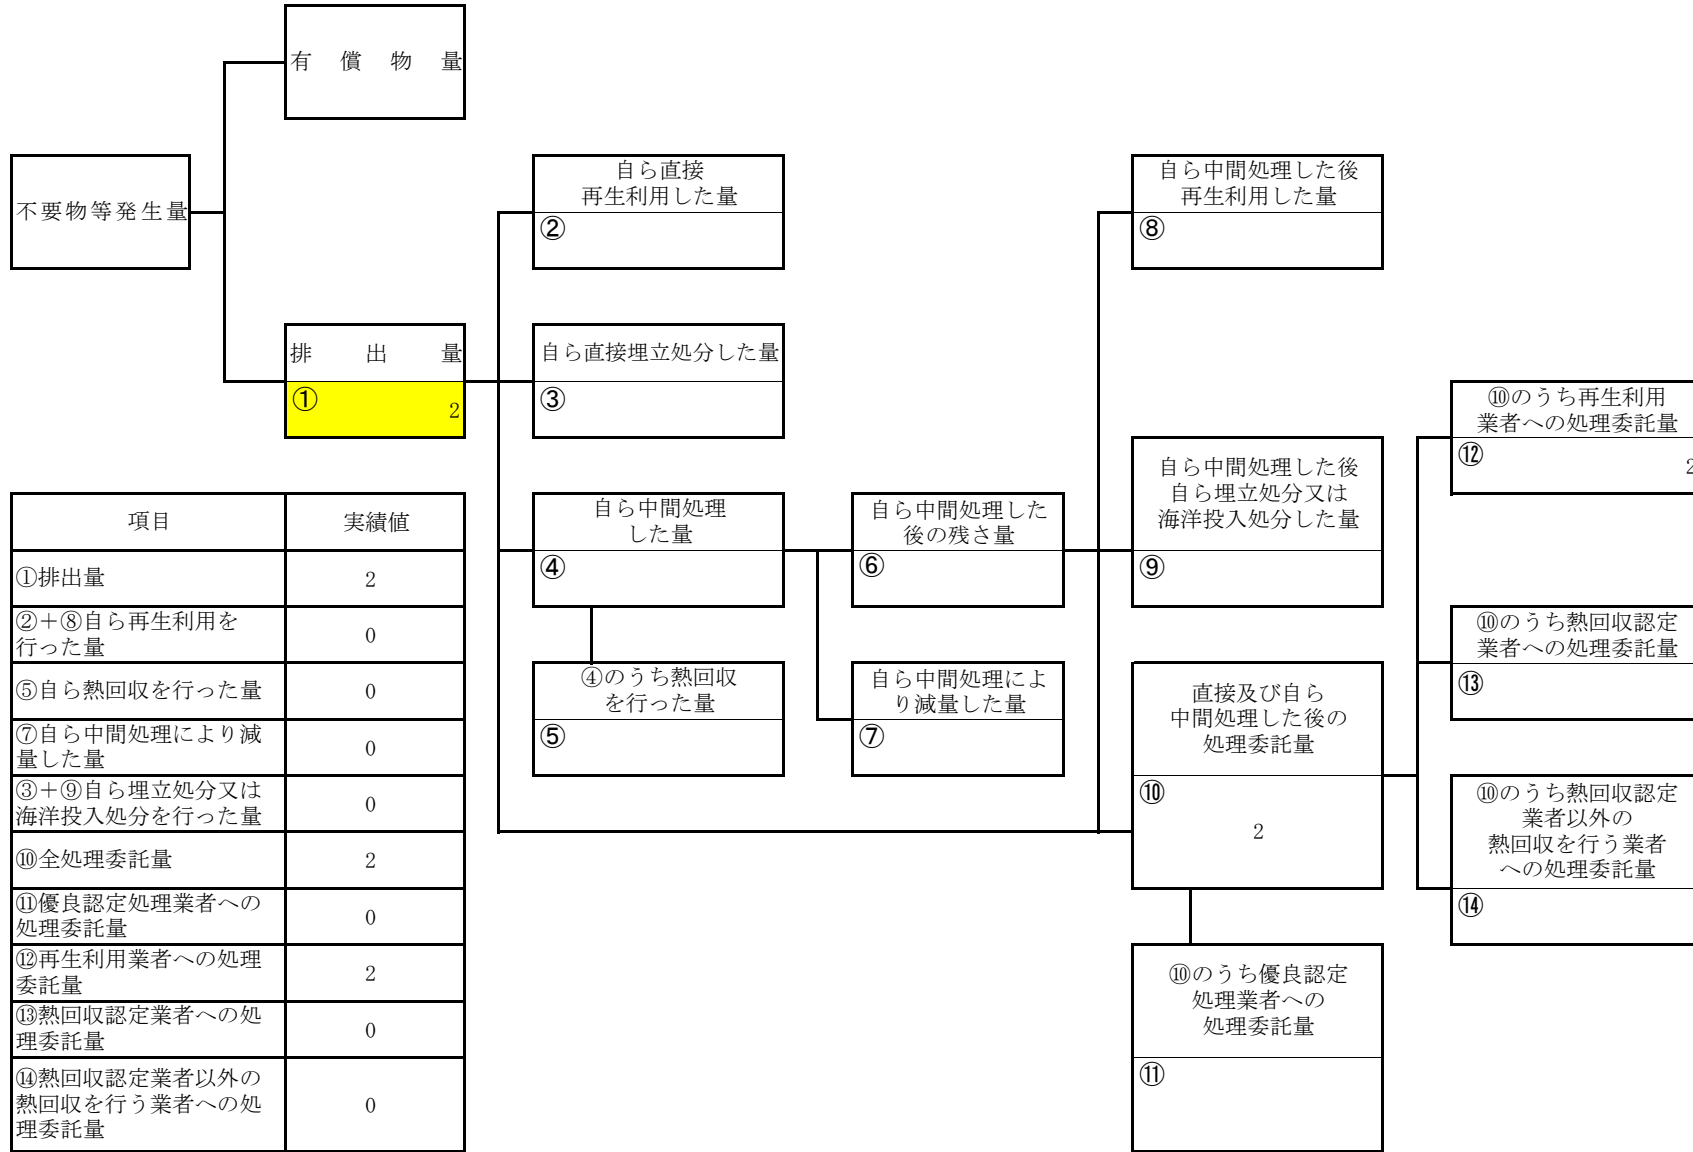 有償物量
不要物等発生量
自ら直接
再生利用した量
②
自ら中間処理した後
再生利用した量
⑧
排出量
①
2
自ら直接埋立処分した量
③
⑩のうち再生利用
業者への処理委託量
⑫
2
自ら中間処理
した量
④
自ら中間処理した
後の残さ量
⑥
自ら中間処理した後
自ら埋立処分又は
海洋投入処分した量
⑨
⑩のうち熱回収認定
業者への処理委託量
⑬
④のうち熱回収
を行った量
⑤
自ら中間処理によ
り減量した量
⑦
直接及び自ら
中間処理した後の
処理委託量
⑩
2
⑩のうち熱回収認定
業者以外の
熱回収を行う業者
への処理委託量
⑭
⑩のうち優良認定
処理業者への
処理委託量
⑪
項目 実績値
①排出量 2
②＋⑧自ら再生利用を
行った量 0
⑤自ら熱回収を行った量 0
⑦自ら中間処理により減
量した量 0
③＋⑨自ら埋立処分又は
海洋投入処分を行った量 0
⑩全処理委託量 2
⑪優良認定処理業者への
処理委託量 0
⑫再生利用業者への処理
委託量 2
⑬熱回収認定業者への処
理委託量 0
⑭熱回収認定業者以外の
熱回収を行う業者への処
理委託量 0